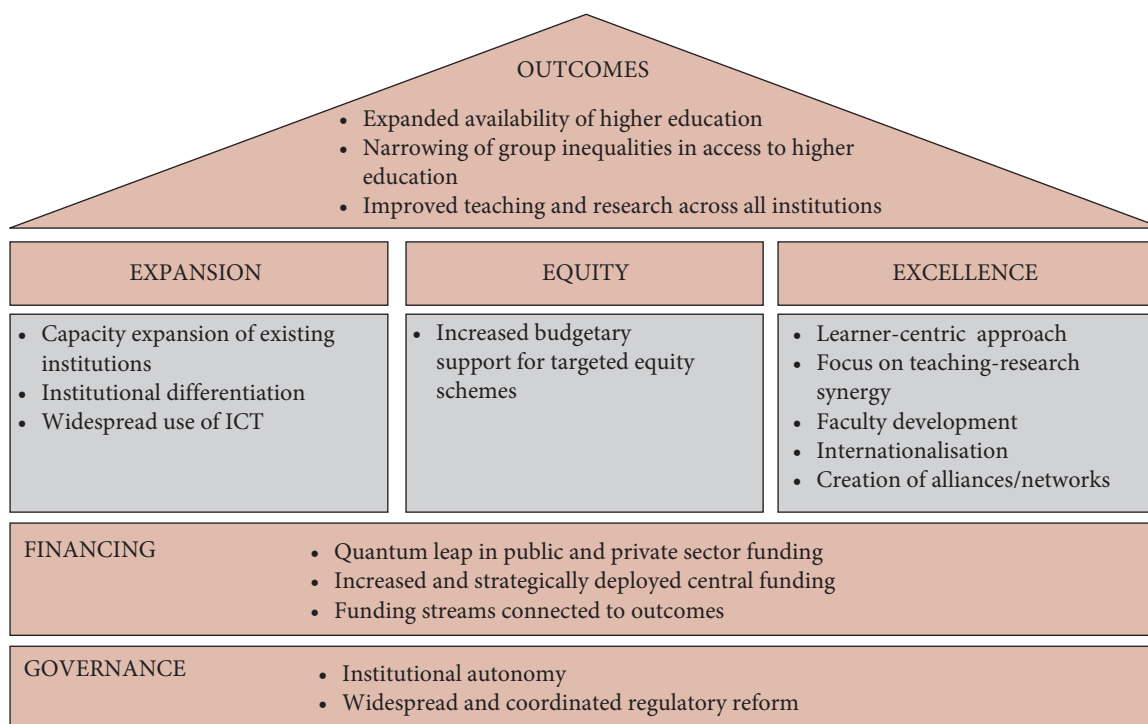 OUTCOMES
• Expanded availability of higher education
• Narrowing of group inequalities in access to higher
education
• Improved teaching and research across all institutions
EXPANSION
• Capacity expansion of existing
institutions
• Institutional differentiation
• Widespread use of ICT
EQUITY
• Increased budgetary
support for targeted equity
schemes
EXCELLENCE
• Learner-centric approach
• Focus on teaching-research
synergy
• Faculty development
• Internationalisation
• Creation of alliances/networks
FINANCING
• Quantum leap in public and private sector funding
• Increased and strategically deployed central funding
• Funding streams connected to outcomes
GOVERNANCE
• Institutional autonomy
• Widespread and coordinated regulatory reform